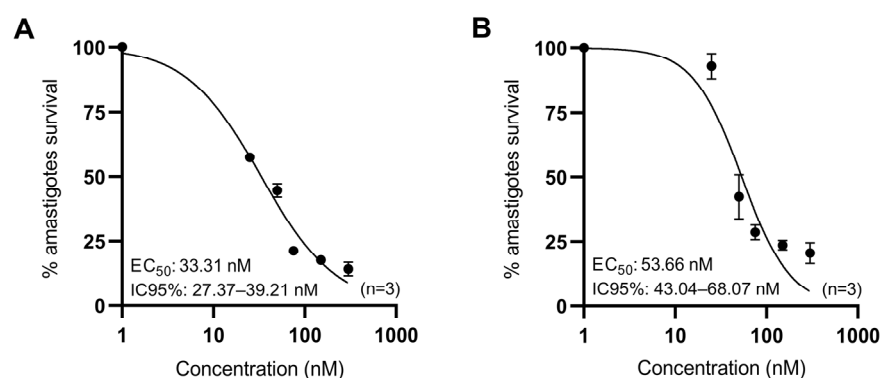 A
% amastigotes survival
100
75
50
25
0
EC50: 33.31 nM
IC95%: 27.37–39.21 nM
(n=3)
1 10 100 1000
Concentration (nM)
B
% amastigotes survival
100
75
50
25
0
EC50: 53.66 nM
IC95%: 43.04–68.07 nM
(n=3)
1 10 100 1000
Concentration (nM)